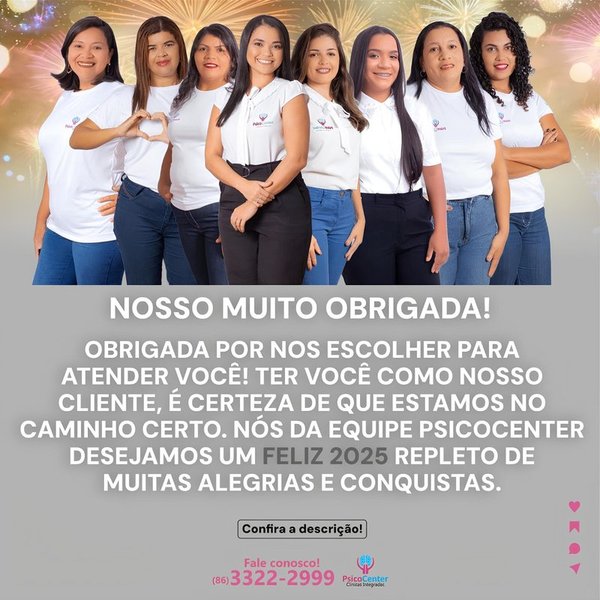 NOSSO MUITO OBRIGADA!
OBRIGADA POR NOS ESCOLHER PARA
ATENDER VOCÊ! TER VOCÊ COMO NOSSO
CLIENTE, É CERTEZA DE QUE ESTAMOS NO
CAMINHO CERTO. NÓS DA EQUIPE PSICOCENTER
DESEJAMOS UM FELIZ 2025 REPLETO DE
MUITAS ALEGRIAS E CONQUISTAS.
Confira a descrição!
Fale conosco!
(86)3322-2999
PsicoCenter
Clínicas Integradas.